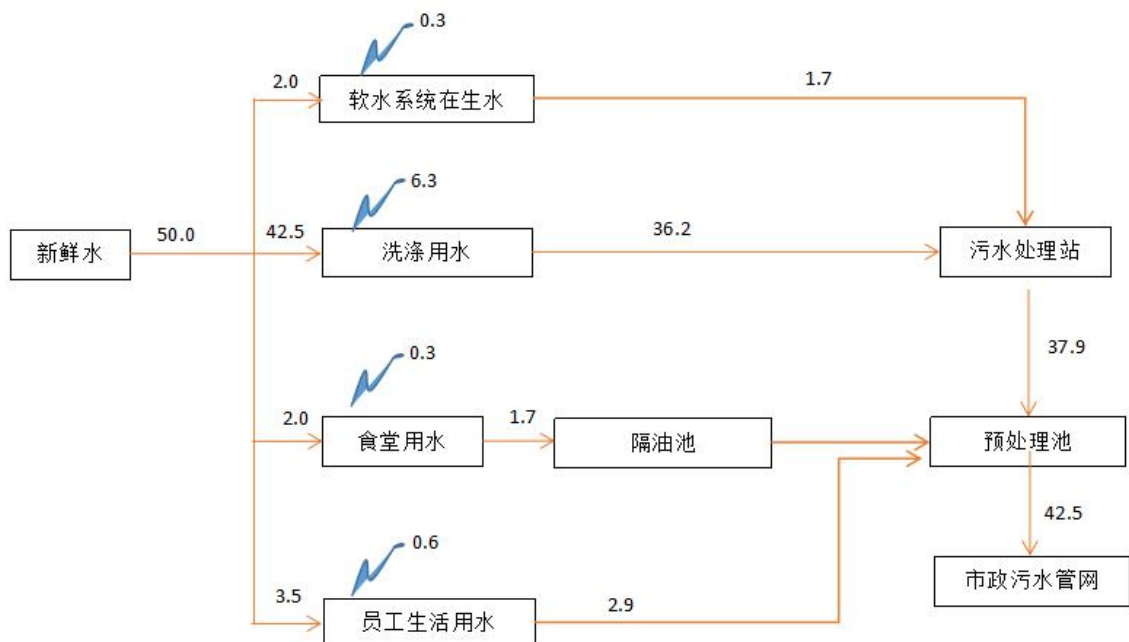 0.3
2.0
软水系统在生水
1.7
6.3
新鲜水
50.0
42.5
洗涤用水
36.2
污水处理站
0.3
37.9
2.0
食堂用水
1.7
隔油池
预处理池
0.6
42.5
市政污水管网
3.5
员工生活用水
2.9